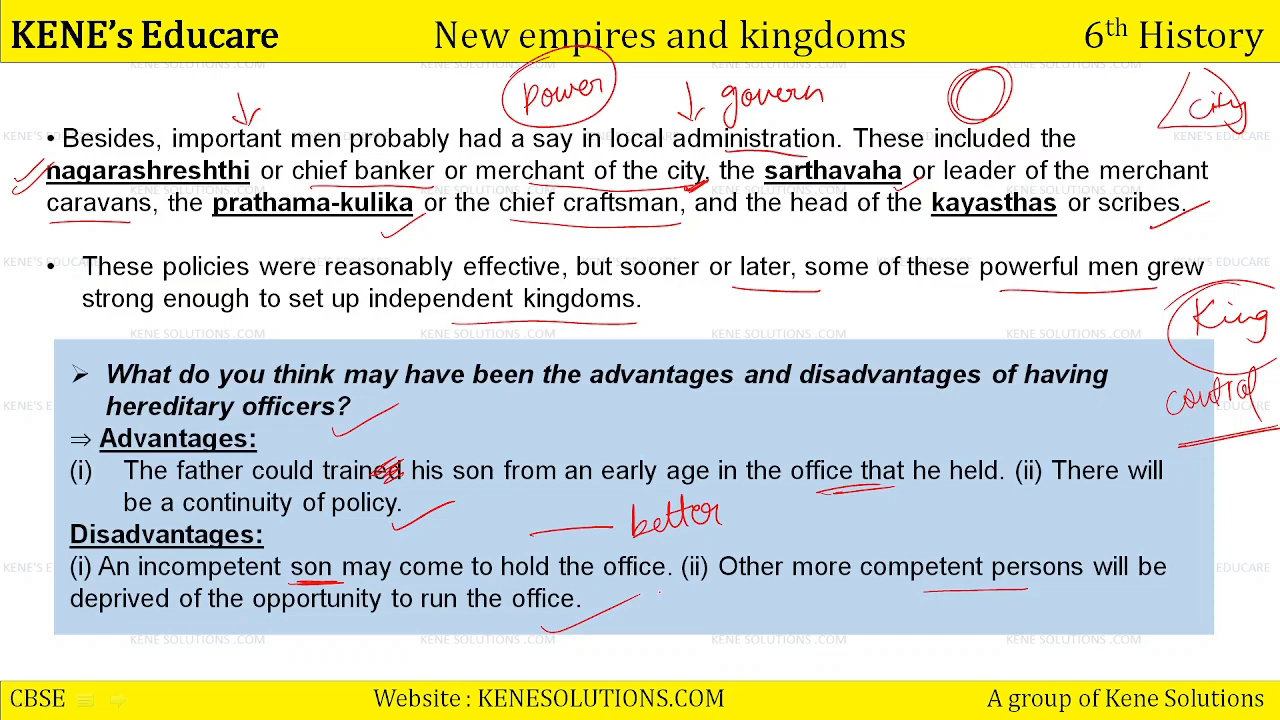 KENE's Educare New empires and kingdoms 6th History
power govern city
• Besides, important men probably had a say in local administration. These included the
nagarashreshthi or chief banker or merchant of the city, the sarthavaha or leader of the merchant
caravans, the prathama-kulika or the chief craftsman, and the head of the kayasthas or scribes.
• These policies were reasonably effective, but sooner or later, some of these powerful men grew
strong enough to set up independent kingdoms.
King
control
➢ What do you think may have been the advantages and disadvantages of having
hereditary officers?
⇒ Advantages:
(i) The father could trained his son from an early age in the office that he held. (ii) There will
be a continuity of policy.
better
Disadvantages:
(i) An incompetent son may come to hold the office. (ii) Other more competent persons will be
deprived of the opportunity to run the office.
CBSE Website : KENESOLUTIONS.COM A group of Kene Solutions